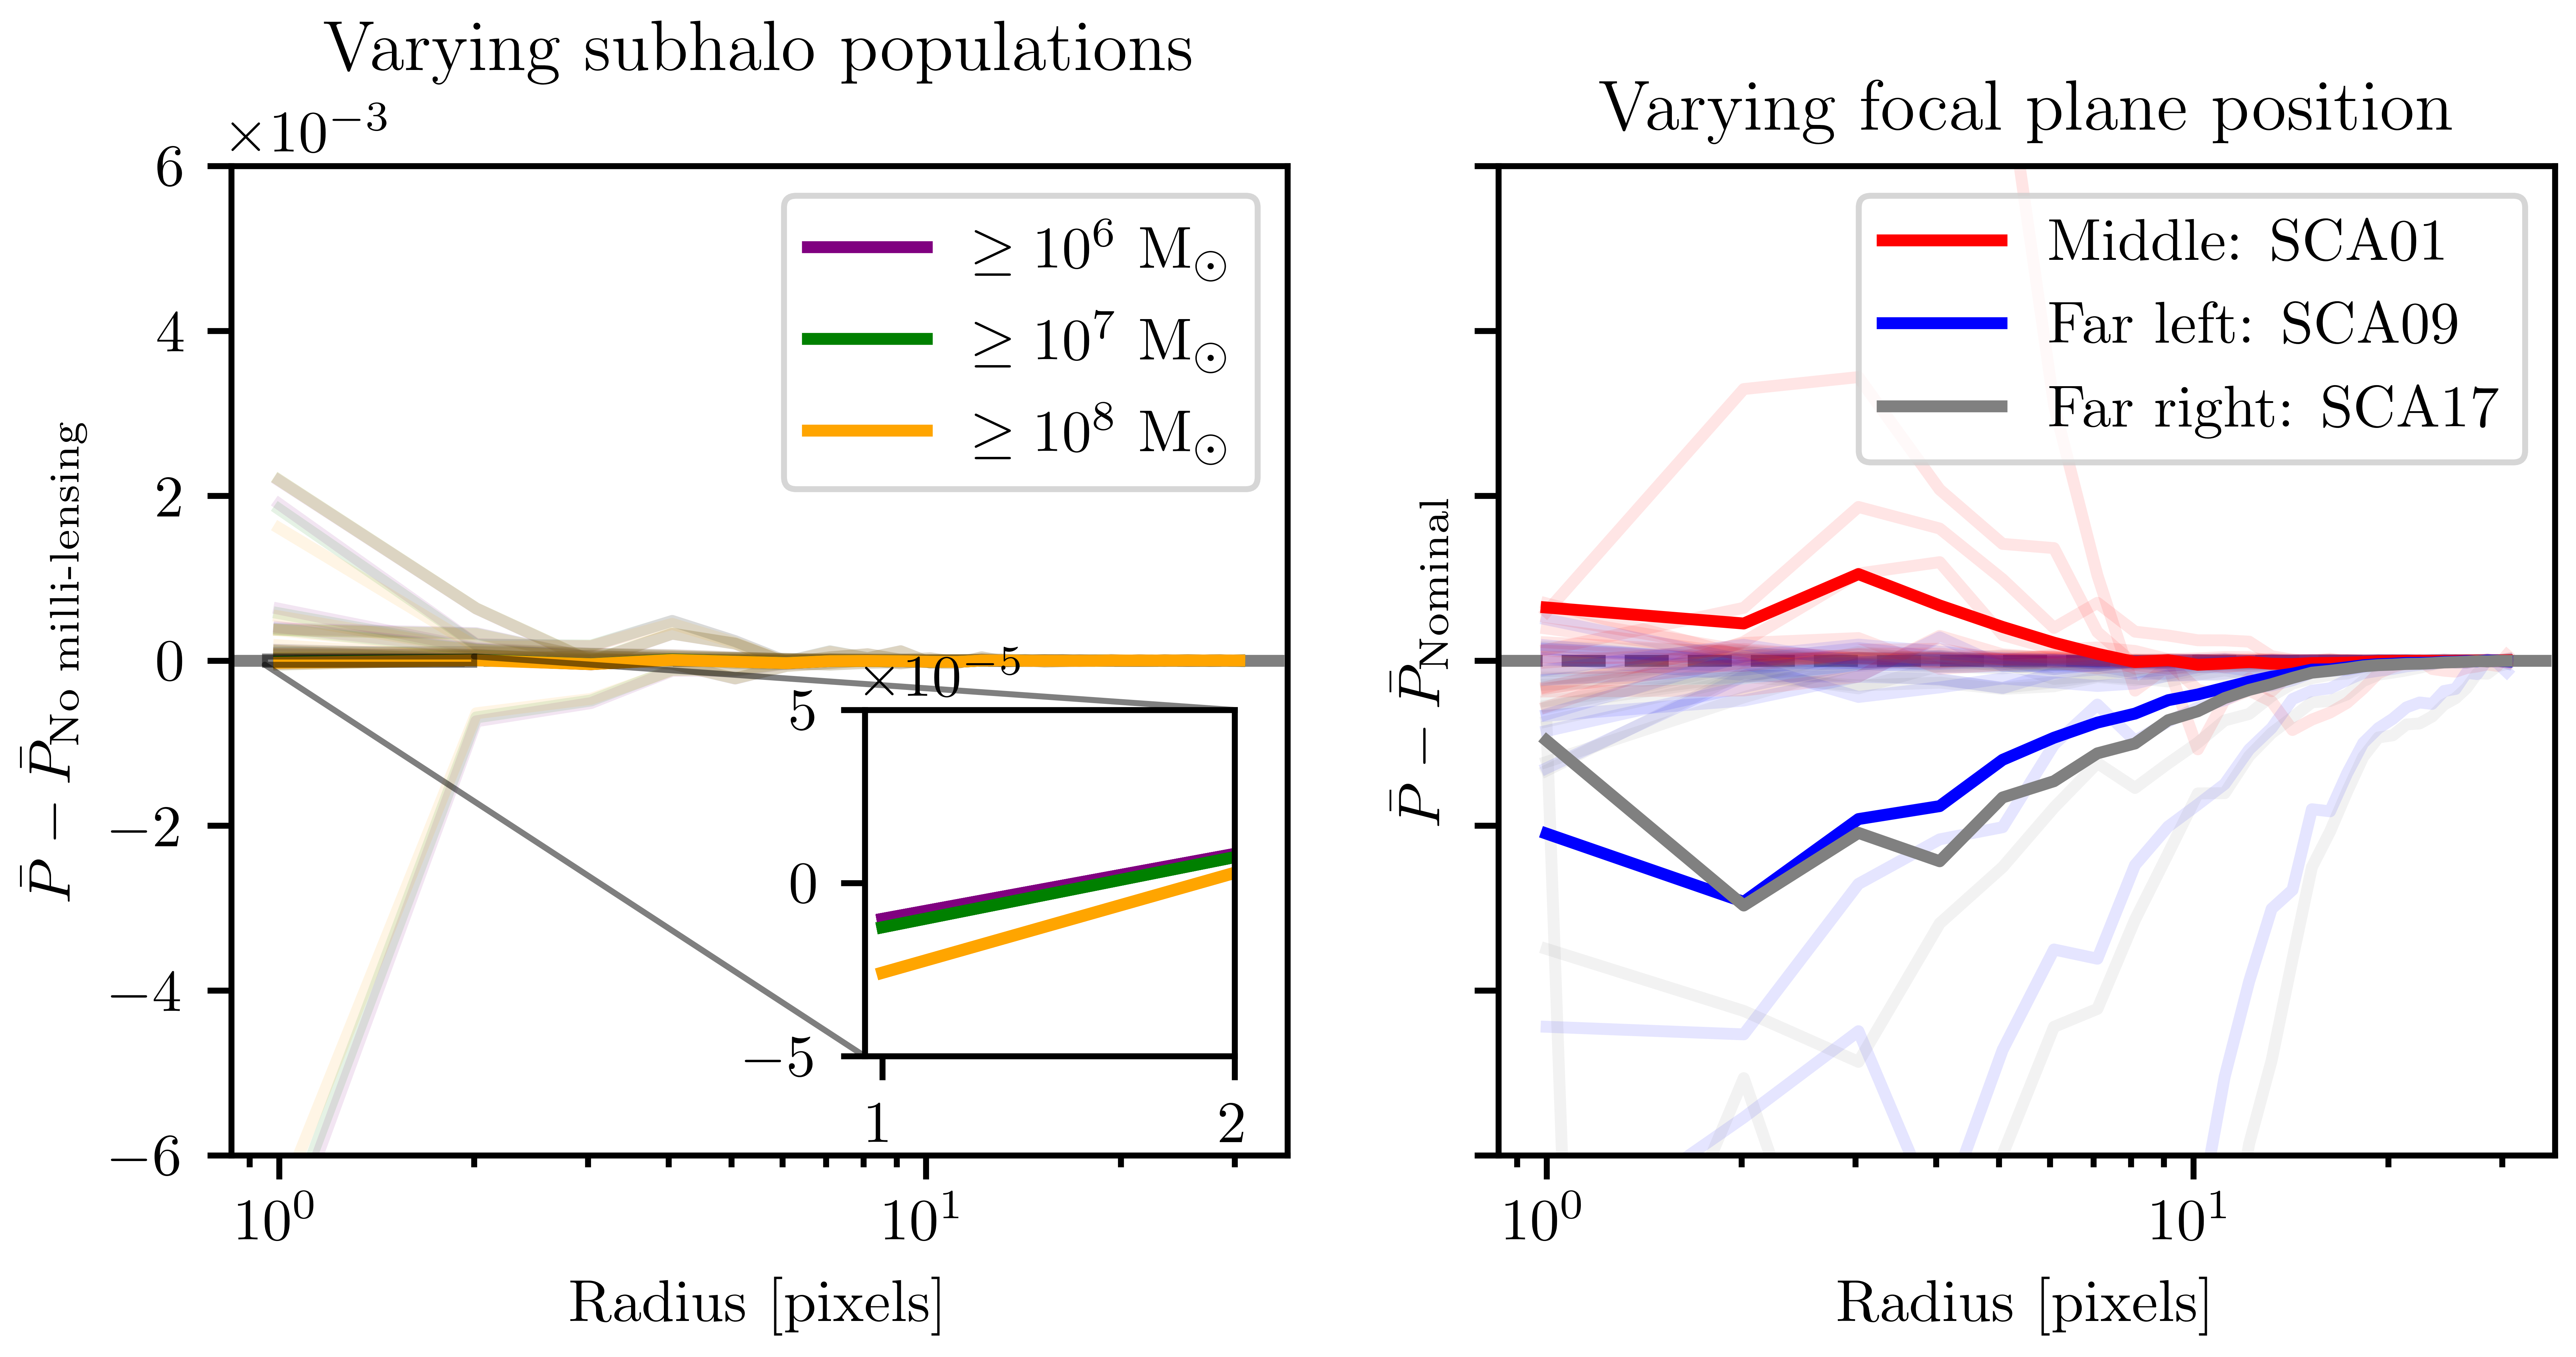 Varying subhalo populations
×10⁻³
6
4
2
0
−2
−4
−6
P̄ − P̄_No milli-lensing
≥ 10⁶ M⊙
≥ 10⁷ M⊙
≥ 10⁸ M⊙
×10⁻⁵
5
0
−5
1
2
10⁰
10¹
Radius [pixels]
Varying focal plane position
P̄ − P̄_Nominal
Middle: SCA01
Far left: SCA09
Far right: SCA17
10⁰
10¹
Radius [pixels]